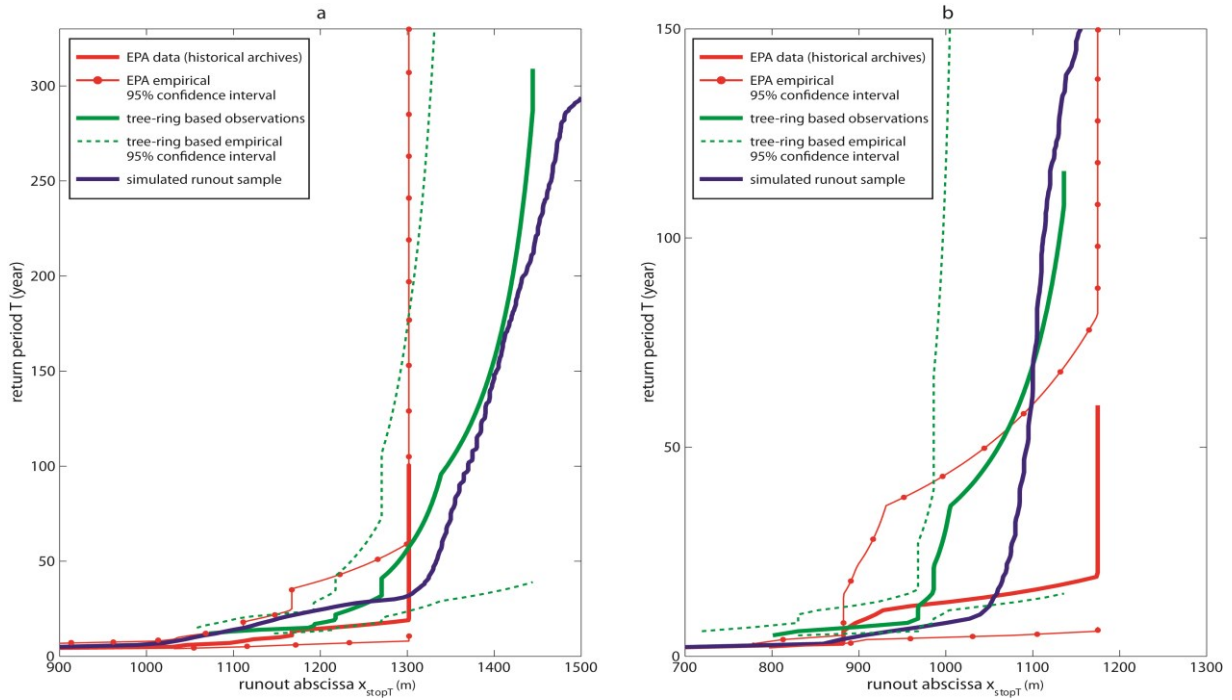 a
EPA data (historical archives)
EPA empirical
95% confidence interval
tree-ring based observations
tree-ring based empirical
95% confidence interval
simulated runout sample
return period T (year)
300
250
200
150
100
50
0
900
1000
1100
1200
1300
1400
1500
runout abscissa x_stopT (m)
b
EPA data (historical archives)
EPA empirical
95% confidence interval
tree-ring based observations
tree-ring based empirical
95% confidence interval
simulated runout sample
return period T (year)
150
100
50
0
700
800
900
1000
1100
1200
1300
runout abscissa x_stopT (m)